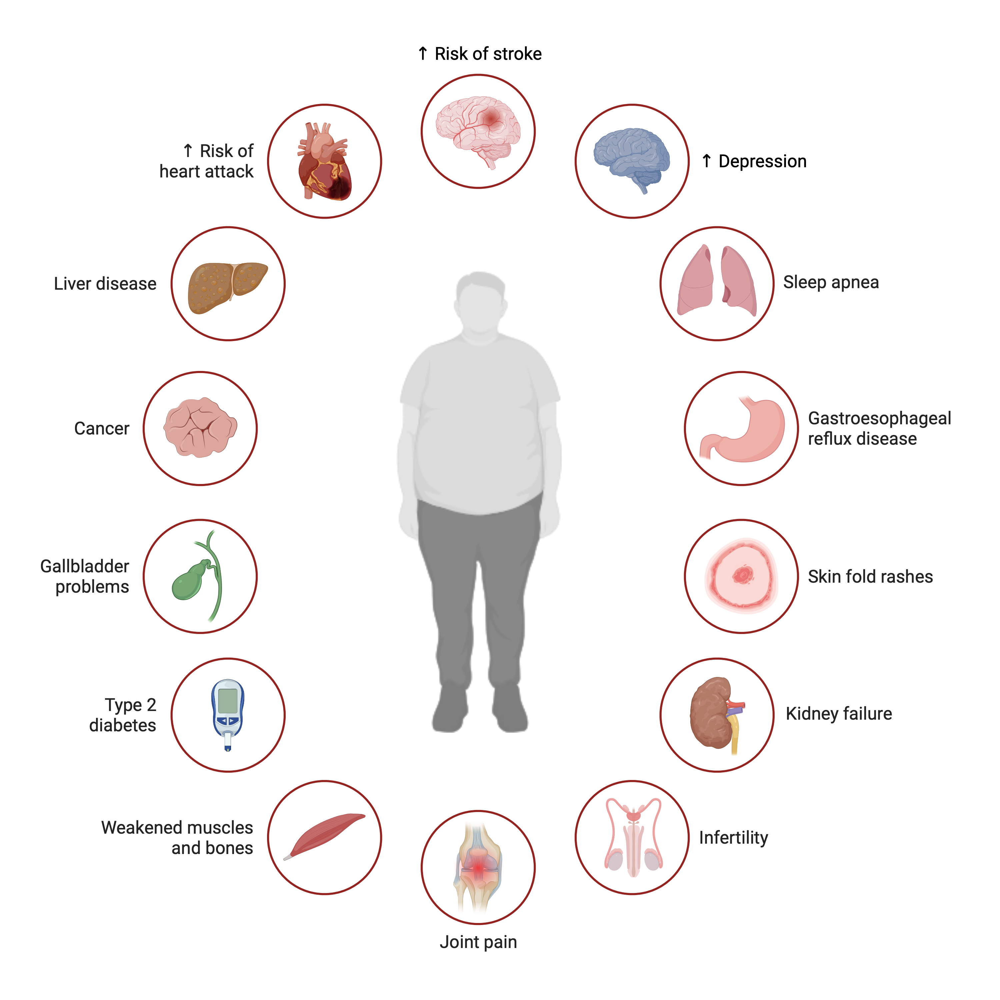 ↑ Risk of stroke
↑ Risk of
heart attack
↑ Depression
Liver disease
Sleep apnea
Cancer
Gastroesophageal
reflux disease
Gallbladder
problems
Skin fold rashes
Type 2
diabetes
Kidney failure
Weakened muscles
and bones
Infertility
Joint pain